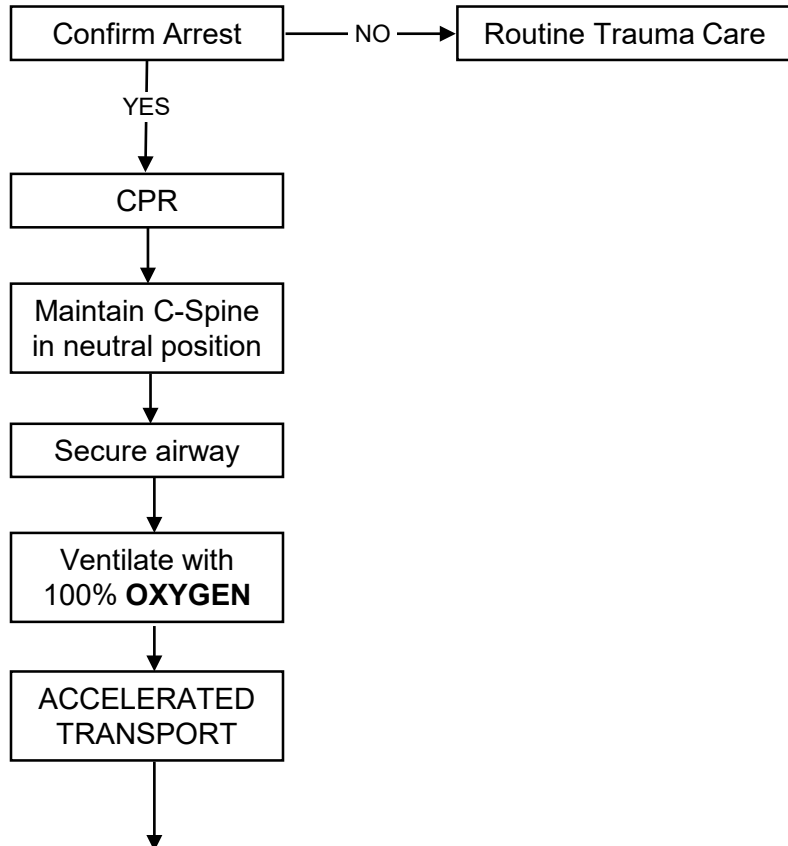 Confirm Arrest
NO
Routine Trauma Care
YES
CPR
Maintain C-Spine
in neutral position
Secure airway
Ventilate with
100% OXYGEN
ACCELERATED
TRANSPORT